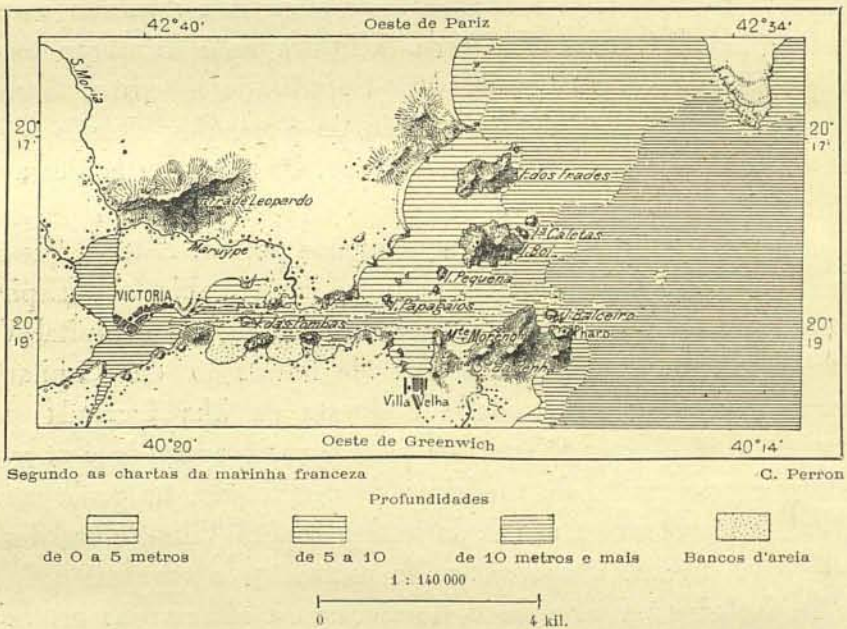 42°40′ Oeste de Pariz 42°34′
S. Maria
20° 17′
20° 17′
I. dos Frades
Leopardo
Iª Caletas
Maruype
I. Boi
I. Pequena
VICTORIA
I. Papagaios
I. Balceiro
20° 19′
20° 19′
I. das Pombas
Mte Moreno
Pharo
Villa Velha
40°20′ Oeste de Greenwich 40°14′
Segundo as chartas da marinha franceza C. Perron
Profundidades
de 0 a 5 metros de 5 a 10 de 10 metros e mais Bancos d'areia
1 : 140 000
0 4 kil.